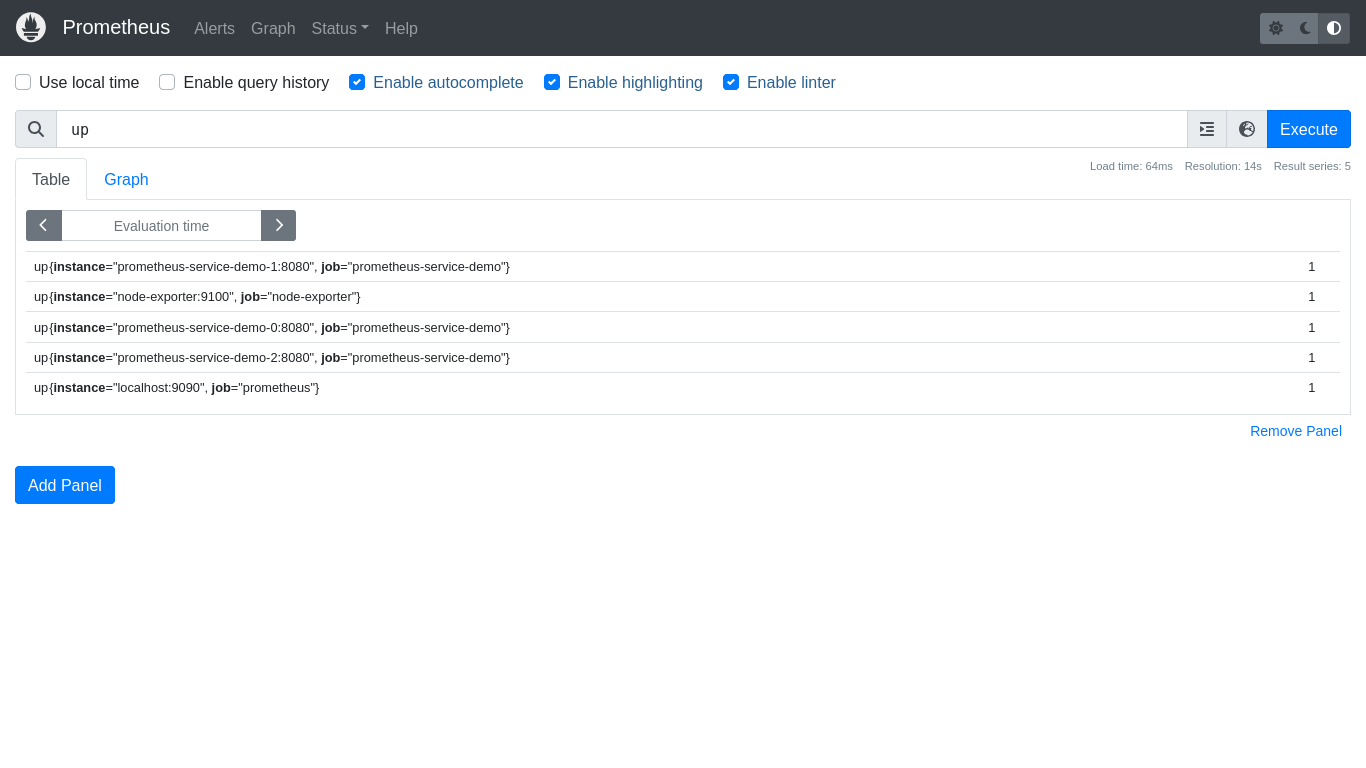 Prometheus Alerts Graph Status Help
Use local time Enable query history Enable autocomplete Enable highlighting Enable linter
up Execute
Table Graph Load time: 64ms Resolution: 14s Result series: 5
Evaluation time
up{instance="prometheus-service-demo-1:8080", job="prometheus-service-demo"} 1
up{instance="node-exporter:9100", job="node-exporter"} 1
up{instance="prometheus-service-demo-0:8080", job="prometheus-service-demo"} 1
up{instance="prometheus-service-demo-2:8080", job="prometheus-service-demo"} 1
up{instance="localhost:9090", job="prometheus"} 1
Remove Panel
Add Panel